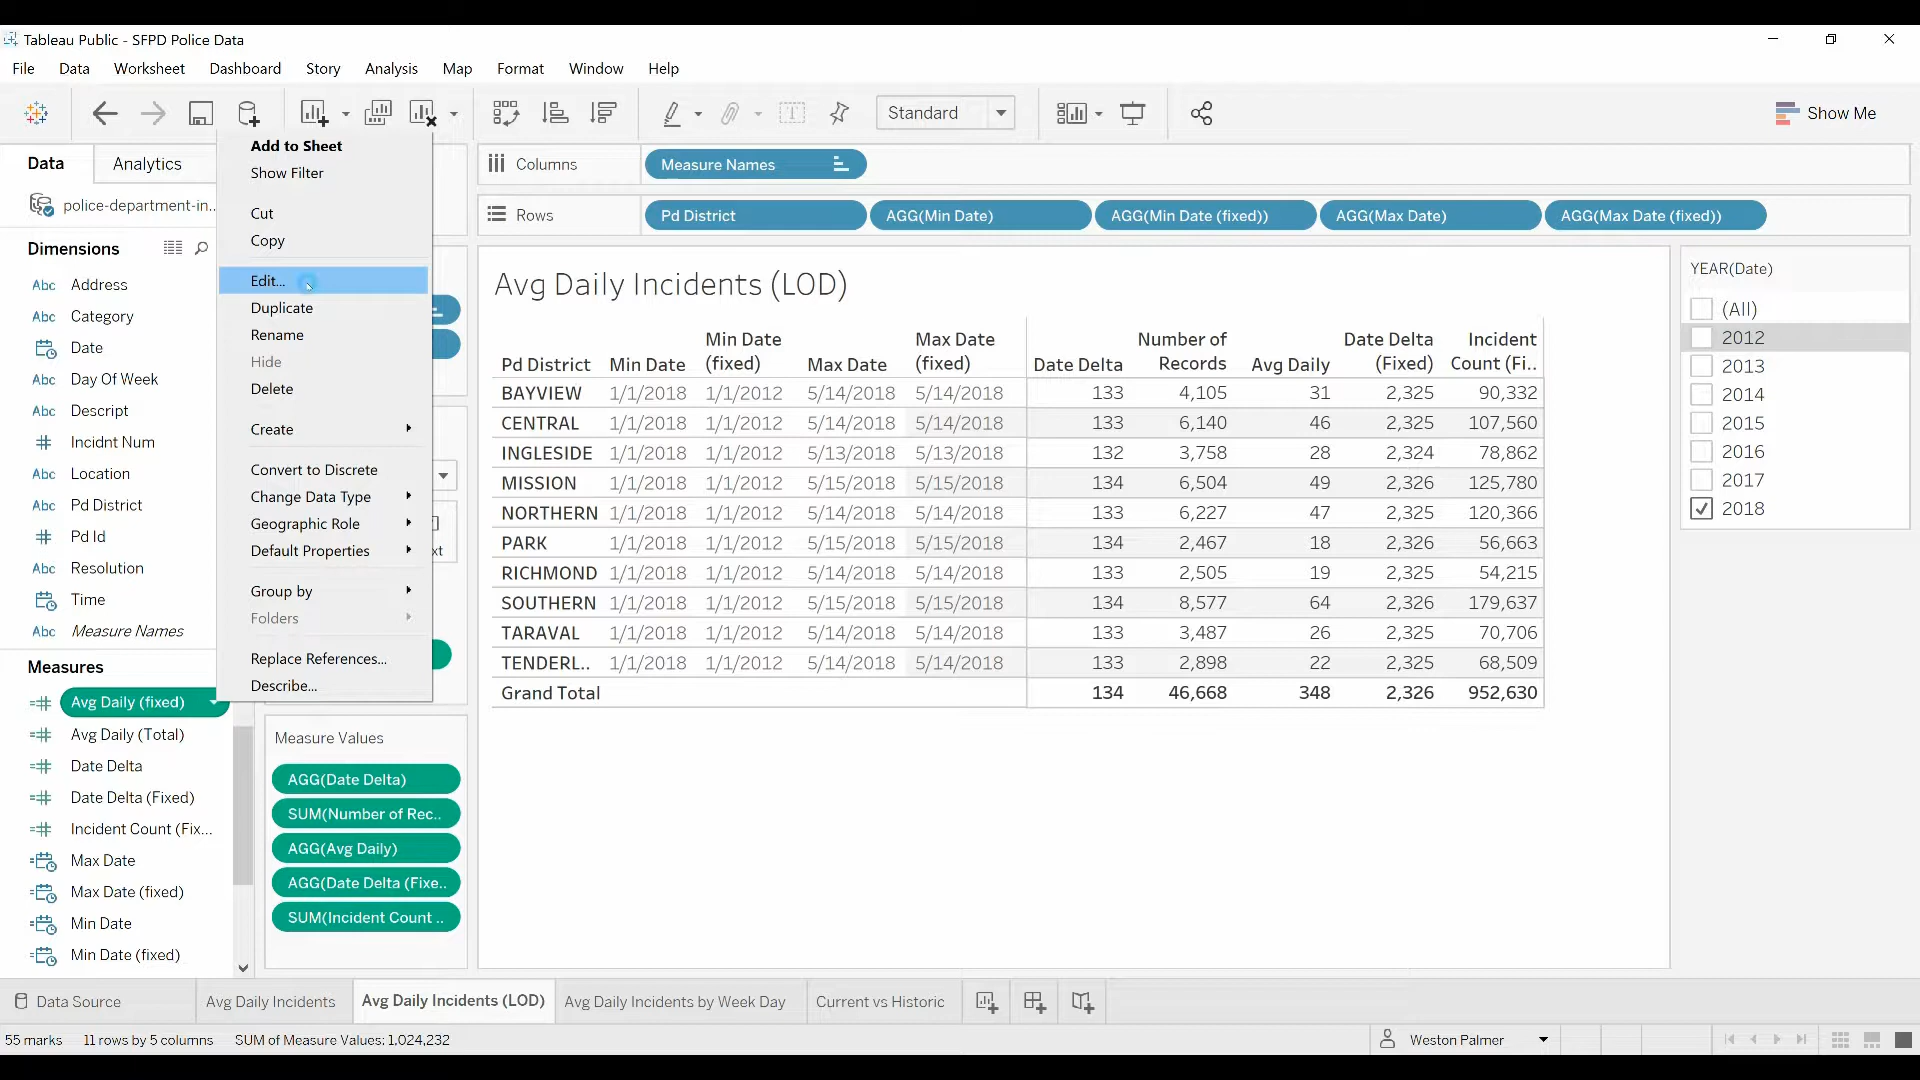 Tableau Public - SFPD Police Data
File Data Worksheet Dashboard Story Analysis Map Format Window Help
Standard
Show Me
Data Analytics
police-department-in...
Dimensions
Abc Address
Abc Category
Date
Abc Day Of Week
Abc Descript
Incidnt Num
Abc Location
Abc Pd District
Pd Id
Abc Resolution
Time
Abc Measure Names
Measures
Avg Daily (fixed)
Avg Daily (Total)
Date Delta
Date Delta (Fixed)
Incident Count (Fix...
Max Date
Max Date (fixed)
Min Date
Min Date (fixed)
Add to Sheet
Show Filter
Cut
Copy
Edit...
Duplicate
Rename
Hide
Delete
Create
Convert to Discrete
Change Data Type
Geographic Role
Default Properties
Group by
Folders
Replace References...
Describe...
xt
Measure Values
AGG(Date Delta)
SUM(Number of Rec..
AGG(Avg Daily)
AGG(Date Delta (Fixe..
SUM(Incident Count ..
Columns Measure Names
Rows Pd District AGG(Min Date) AGG(Min Date (fixed)) AGG(Max Date) AGG(Max Date (fixed))
Avg Daily Incidents (LOD)
Pd District Min Date Min Date (fixed) Max Date Max Date (fixed) Date Delta Number of Records Avg Daily Date Delta (Fixed) Incident Count (Fi..
BAYVIEW 1/1/2018 1/1/2012 5/14/2018 5/14/2018 133 4,105 31 2,325 90,332
CENTRAL 1/1/2018 1/1/2012 5/14/2018 5/14/2018 133 6,140 46 2,325 107,560
INGLESIDE 1/1/2018 1/1/2012 5/13/2018 5/13/2018 132 3,758 28 2,324 78,862
MISSION 1/1/2018 1/1/2012 5/15/2018 5/15/2018 134 6,504 49 2,326 125,780
NORTHERN 1/1/2018 1/1/2012 5/14/2018 5/14/2018 133 6,227 47 2,325 120,366
PARK 1/1/2018 1/1/2012 5/15/2018 5/15/2018 134 2,467 18 2,326 56,663
RICHMOND 1/1/2018 1/1/2012 5/14/2018 5/14/2018 133 2,505 19 2,325 54,215
SOUTHERN 1/1/2018 1/1/2012 5/15/2018 5/15/2018 134 8,577 64 2,326 179,637
TARAVAL 1/1/2018 1/1/2012 5/14/2018 5/14/2018 133 3,487 26 2,325 70,706
TENDERL.. 1/1/2018 1/1/2012 5/14/2018 5/14/2018 133 2,898 22 2,325 68,509
Grand Total 134 46,668 348 2,326 952,630
YEAR(Date)
(All)
2012
2013
2014
2015
2016
2017
2018
Data Source Avg Daily Incidents Avg Daily Incidents (LOD) Avg Daily Incidents by Week Day Current vs Historic
55 marks 11 rows by 5 columns SUM of Measure Values: 1,024,232 Weston Palmer